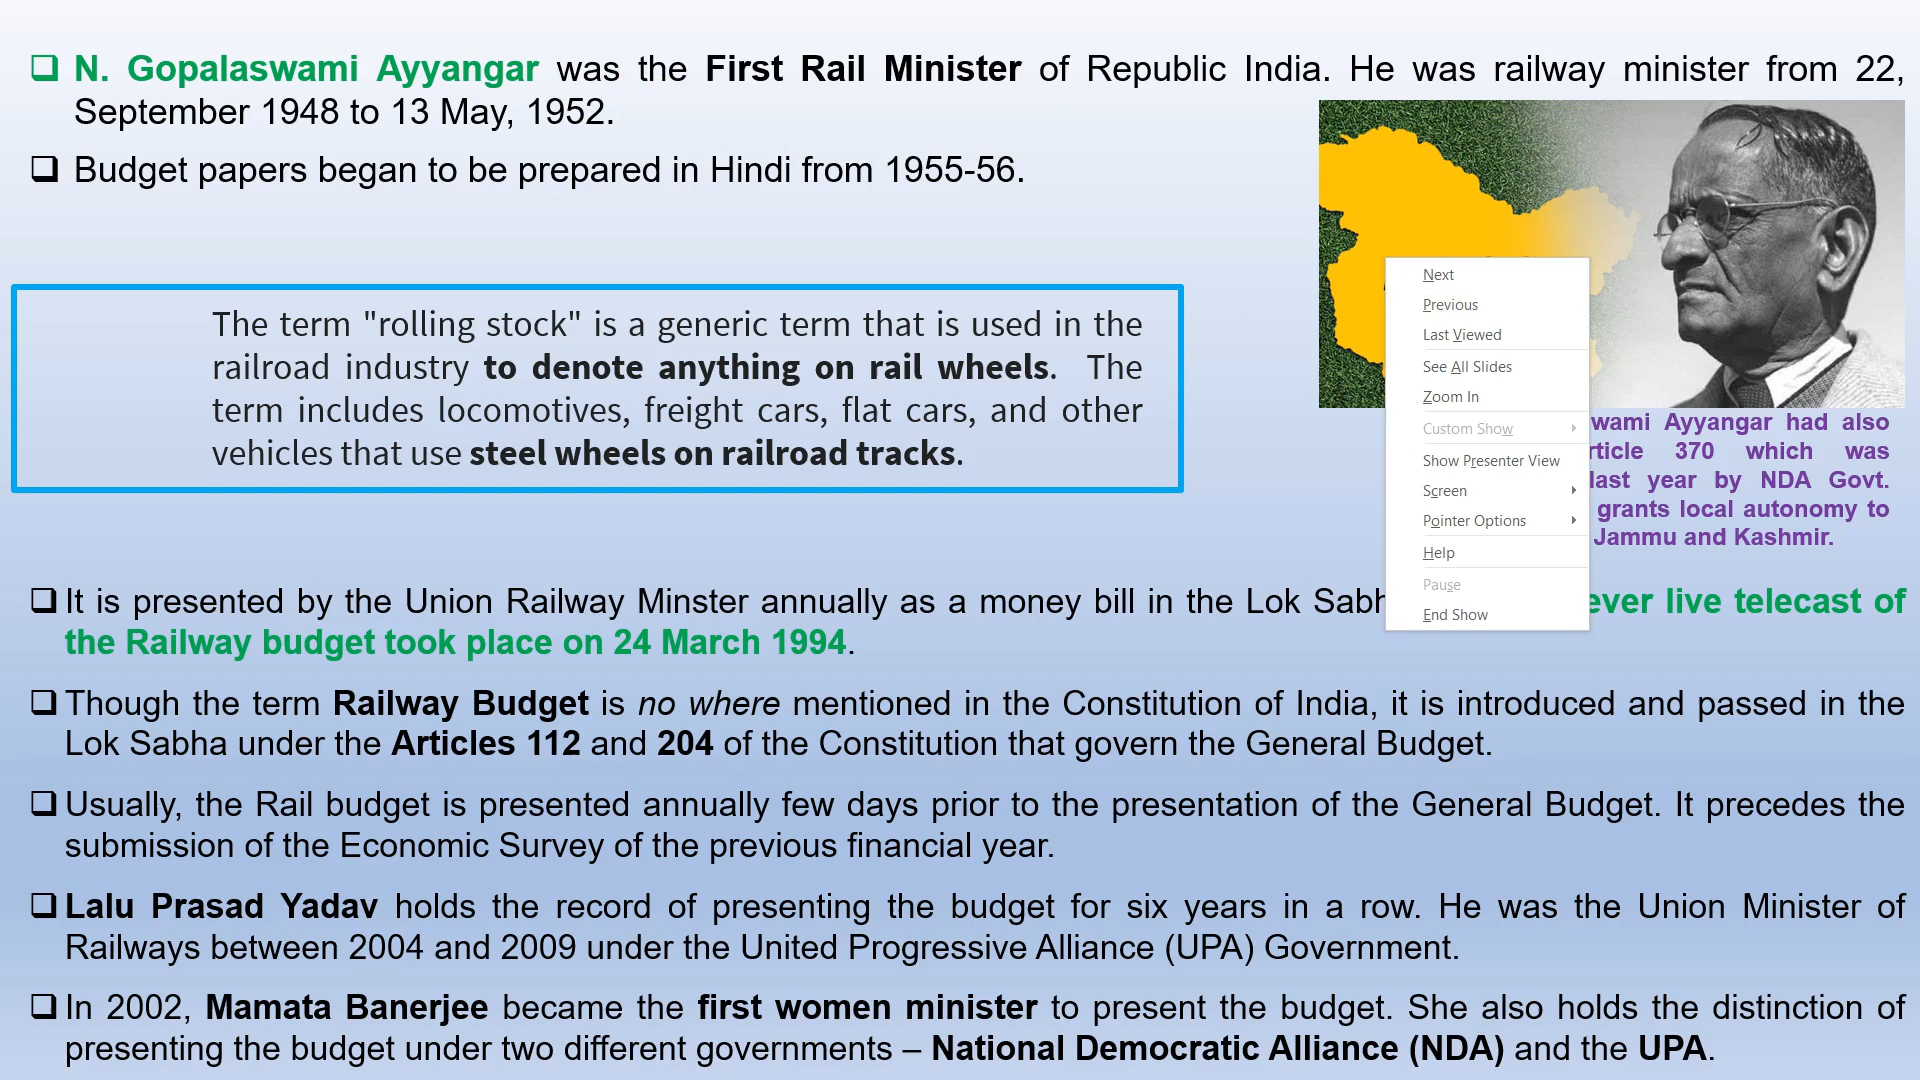 ❑ N. Gopalaswami Ayyangar was the First Rail Minister of Republic India. He was railway minister from 22,
September 1948 to 13 May, 1952.
❑ Budget papers began to be prepared in Hindi from 1955-56.
The term "rolling stock" is a generic term that is used in the
railroad industry to denote anything on rail wheels. The
term includes locomotives, freight cars, flat cars, and other
vehicles that use steel wheels on railroad tracks.
Next
Previous
Last Viewed
See All Slides
Zoom In
Custom Show
Show Presenter View
Screen
Pointer Options
Help
Pause
End Show
Ayyangar had also
370 which was
last year by NDA Govt.
grants local autonomy to
Jammu and Kashmir.
❑ It is presented by the Union Railway Minster annually as a money bill in the Lok ever live telecast of
the Railway budget took place on 24 March 1994.
❑ Though the term Railway Budget is no where mentioned in the Constitution of India, it is introduced and passed in the
Lok Sabha under the Articles 112 and 204 of the Constitution that govern the General Budget.
❑ Usually, the Rail budget is presented annually few days prior to the presentation of the General Budget. It precedes the
submission of the Economic Survey of the previous financial year.
❑ Lalu Prasad Yadav holds the record of presenting the budget for six years in a row. He was the Union Minister of
Railways between 2004 and 2009 under the United Progressive Alliance (UPA) Government.
❑ In 2002, Mamata Banerjee became the first women minister to present the budget. She also holds the distinction of
presenting the budget under two different governments – National Democratic Alliance (NDA) and the UPA.